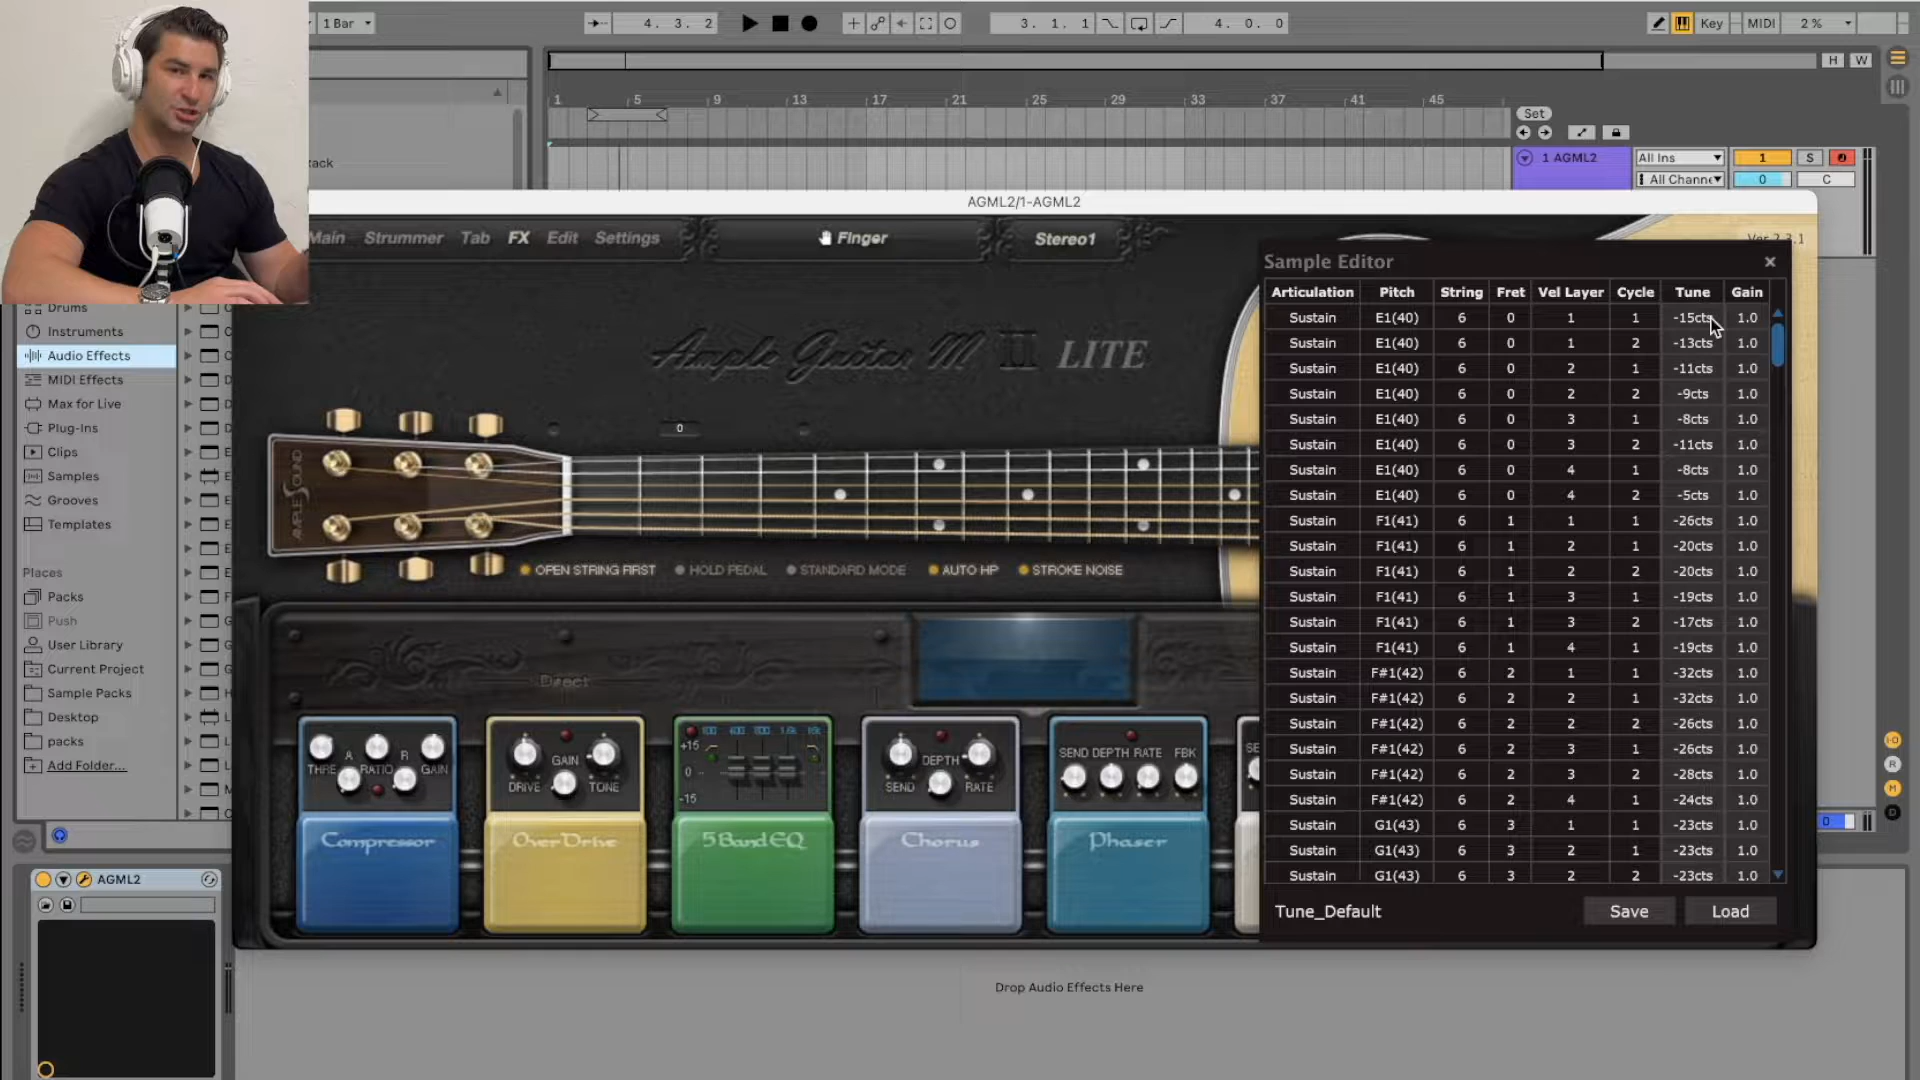 1 Bar
4. 3. 2
3. 1. 1
4. 0. 0
Key
MIDI
2 %
H
W
1
5
9
13
17
21
25
29
33
37
41
45
Set
1 AGML2
All Ins
1
S
All Channe
0
C
ack
AGML2/1-AGML2
Main
Strummer
Tab
FX
Edit
Settings
Finger
Stereo1
Ample Guitar M II LITE
0
AMPLE SOUND
OPEN STRING FIRST
HOLD PEDAL
STANDARD MODE
AUTO HP
STROKE NOISE
Direct
THRE
A
RATIO
R
GAIN
Compressor
DRIVE
GAIN
TONE
OverDrive
+15
0
-15
100
400
1.6k
5BandEQ
SEND
DEPTH
RATE
Chorus
SEND DEPTH RATE FBK
Phaser
SE
Sample Editor
Articulation Pitch String Fret Vel Layer Cycle Tune Gain
Sustain E1(40) 6 0 1 1 -15cts 1.0
Sustain E1(40) 6 0 1 2 -13cts 1.0
Sustain E1(40) 6 0 2 1 -11cts 1.0
Sustain E1(40) 6 0 2 2 -9cts 1.0
Sustain E1(40) 6 0 3 1 -8cts 1.0
Sustain E1(40) 6 0 3 2 -11cts 1.0
Sustain E1(40) 6 0 4 1 -8cts 1.0
Sustain E1(40) 6 0 4 2 -5cts 1.0
Sustain F1(41) 6 1 1 1 -26cts 1.0
Sustain F1(41) 6 1 2 1 -20cts 1.0
Sustain F1(41) 6 1 2 2 -20cts 1.0
Sustain F1(41) 6 1 3 1 -19cts 1.0
Sustain F1(41) 6 1 3 2 -17cts 1.0
Sustain F1(41) 6 1 4 1 -19cts 1.0
Sustain F#1(42) 6 2 1 1 -32cts 1.0
Sustain F#1(42) 6 2 2 1 -32cts 1.0
Sustain F#1(42) 6 2 2 2 -26cts 1.0
Sustain F#1(42) 6 2 3 1 -26cts 1.0
Sustain F#1(42) 6 2 3 2 -28cts 1.0
Sustain F#1(42) 6 2 4 1 -24cts 1.0
Sustain G1(43) 6 3 1 1 -23cts 1.0
Sustain G1(43) 6 3 2 1 -23cts 1.0
Sustain G1(43) 6 3 2 2 -23cts 1.0
Tune_Default
Save
Load
Drums
Instruments
Audio Effects
MIDI Effects
Max for Live
Plug-Ins
Clips
Samples
Grooves
Templates
Places
Packs
Push
User Library
Current Project
Sample Packs
Desktop
packs
Add Folder...
I·O
R
M
D
AGML2
Drop Audio Effects Here